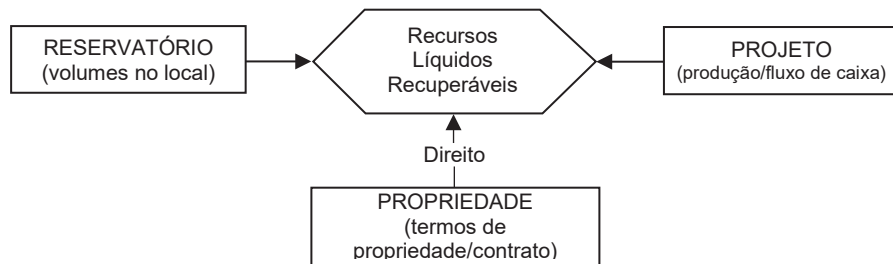 RESERVATÓRIO
(volumes no local)
Recursos
Líquidos
Recuperáveis
PROJETO
(produção/fluxo de caixa)
Direito
PROPRIEDADE
(termos de
propriedade/contrato)